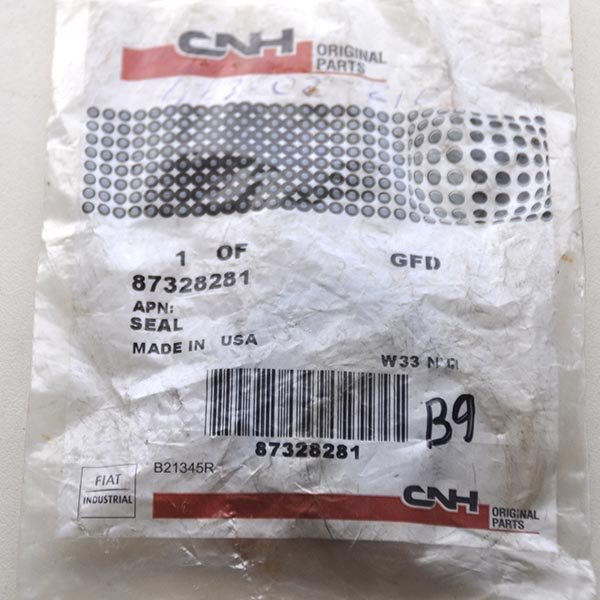 CNH
ORIGINAL
PARTS
1 OF
GFD
87328281
APN:
SEAL
MADE IN USA
W33
87328281
B9
B21345R
FIAT
INDUSTRIAL
CNH
ORIGINAL
PARTS